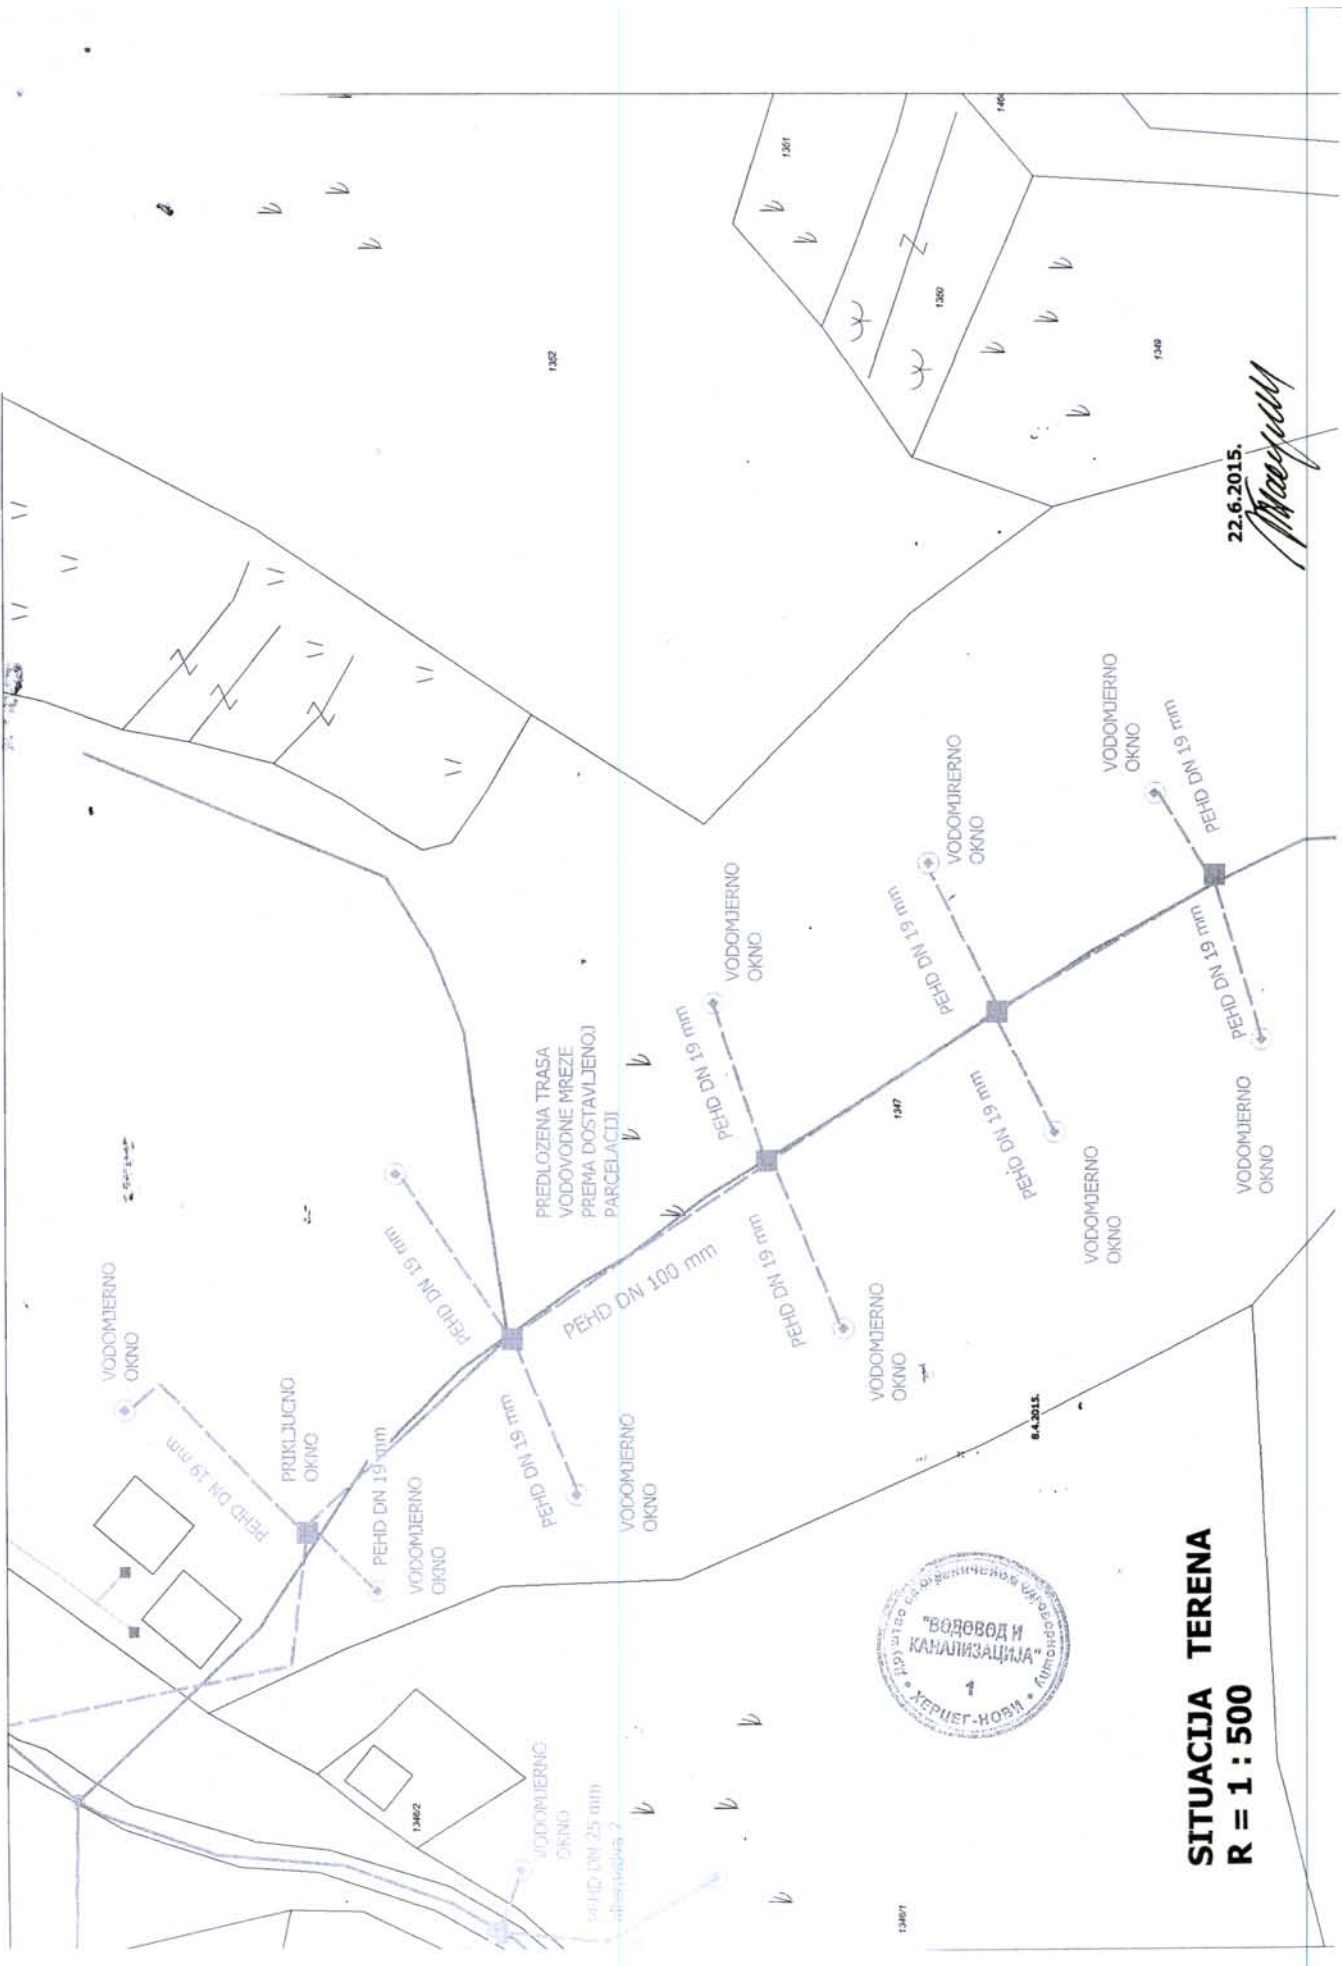 SITUACIJA TERENA
R = 1 : 500
22.6.2015.
8.4.2015.
VODOMJERNO
OKNO
PEHD DN 19 mm
PRIKLJUCNO
OKNO
PEHD DN 19 mm
VODOMJERNO
OKNO
PEHD DN 19 mm
PEHD DN 19 mm
VODOMJERNO
OKNO
PEHD DN 100 mm
PREDLOZENA TRASA
VODOVODNE MREZE
PREMA DOSTAVLJENOJ
PARCELACIJI
VODOMJERNO
OKNO
PEHD DN 19 mm
PEHD DN 19 mm
VODOMJERNO
OKNO
VODOMJRERNO
OKNO
PEHD DN 19 mm
PEHD DN 19 mm
VODOMJERNO
OKNO
VODOMJERNO
OKNO
PEHD DN 19 mm
PEHD DN 19 mm
VODOMJERNO
OKNO
VODOMJERNO
OKNO
PEHD DN 25 mm
1346/2
1346/1
1347
1352
1351
1350
1349
"ВОДОВОД И
КАНАЛИЗАЦИЈА"
ХЕРЦЕГ-НОВИ